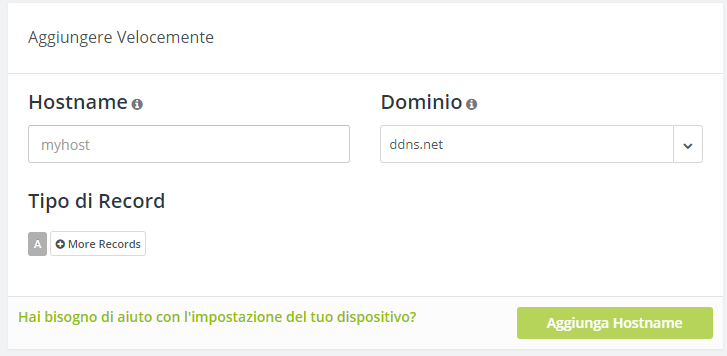 Aggiungere Velocemente
Hostname
Dominio
myhost
ddns.net
Tipo di Record
A More Records
Hai bisogno di aiuto con l'impostazione del tuo dispositivo?
Aggiunga Hostname